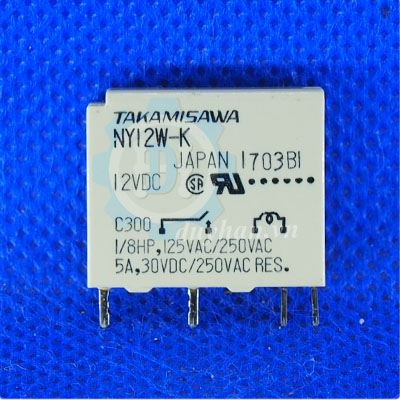 TAKAMISAWA
NY12W-K
JAPAN 1703B1
12VDC
C300
1/8HP,125VAC/250VAC
5A,30VDC/250VAC RES.